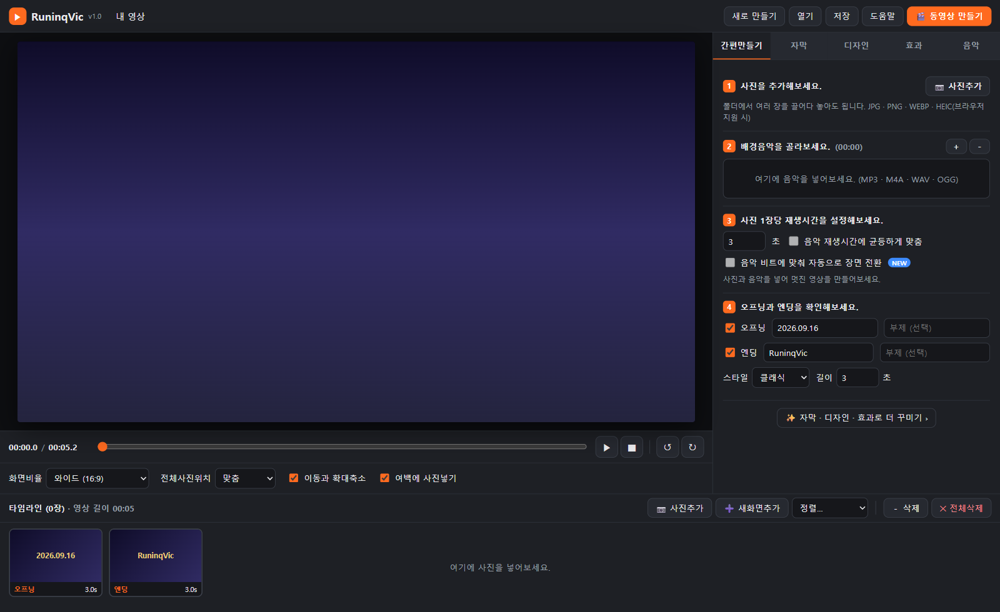 RuninqVic v1.0 내 영상
새로 만들기 열기 저장 도움말 동영상 만들기
간편만들기 자막 디자인 효과 음악
1 사진을 추가해보세요. 사진추가
폴더에서 여러 장을 끌어다 놓아도 됩니다. JPG · PNG · WEBP · HEIC(브라우저
지원 시)
2 배경음악을 골라보세요. (00:00) + -
여기에 음악을 넣어보세요. (MP3 · M4A · WAV · OGG)
3 사진 1장당 재생시간을 설정해보세요.
3 초 음악 재생시간에 균등하게 맞춤
음악 비트에 맞춰 자동으로 장면 전환 NEW
사진과 음악을 넣어 멋진 영상을 만들어보세요.
4 오프닝과 엔딩을 확인해보세요.
오프닝 2026.09.16 부제 (선택)
엔딩 RuninqVic 부제 (선택)
스타일 클래식 길이 3 초
✨ 자막 · 디자인 · 효과로 더 꾸미기 ›
00:00.0 / 00:05.2
화면비율 와이드 (16:9) 전체사진위치 맞춤 이동과 확대축소 여백에 사진넣기
타임라인 (0장) · 영상 길이 00:05
사진추가 새화면추가 정렬... - 삭제 × 전체삭제
2026.09.16
오프닝 3.0s
RuninqVic
엔딩 3.0s
여기에 사진을 넣어보세요.